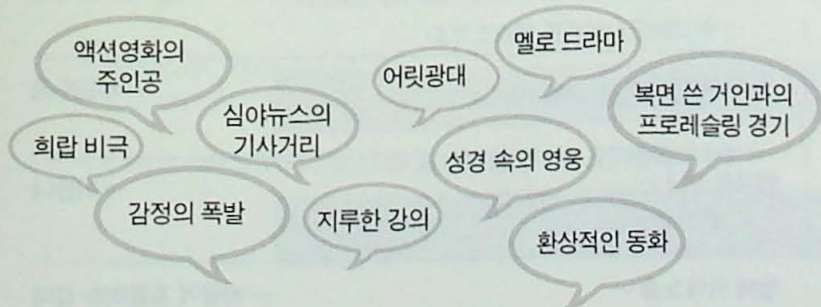 액션영화의
주인공
어릿광대
멜로 드라마
희랍 비극
심야뉴스의
기사거리
성경 속의 영웅
복면 쓴 거인과의
프로레슬링 경기
감정의 폭발
지루한 강의
환상적인 동화